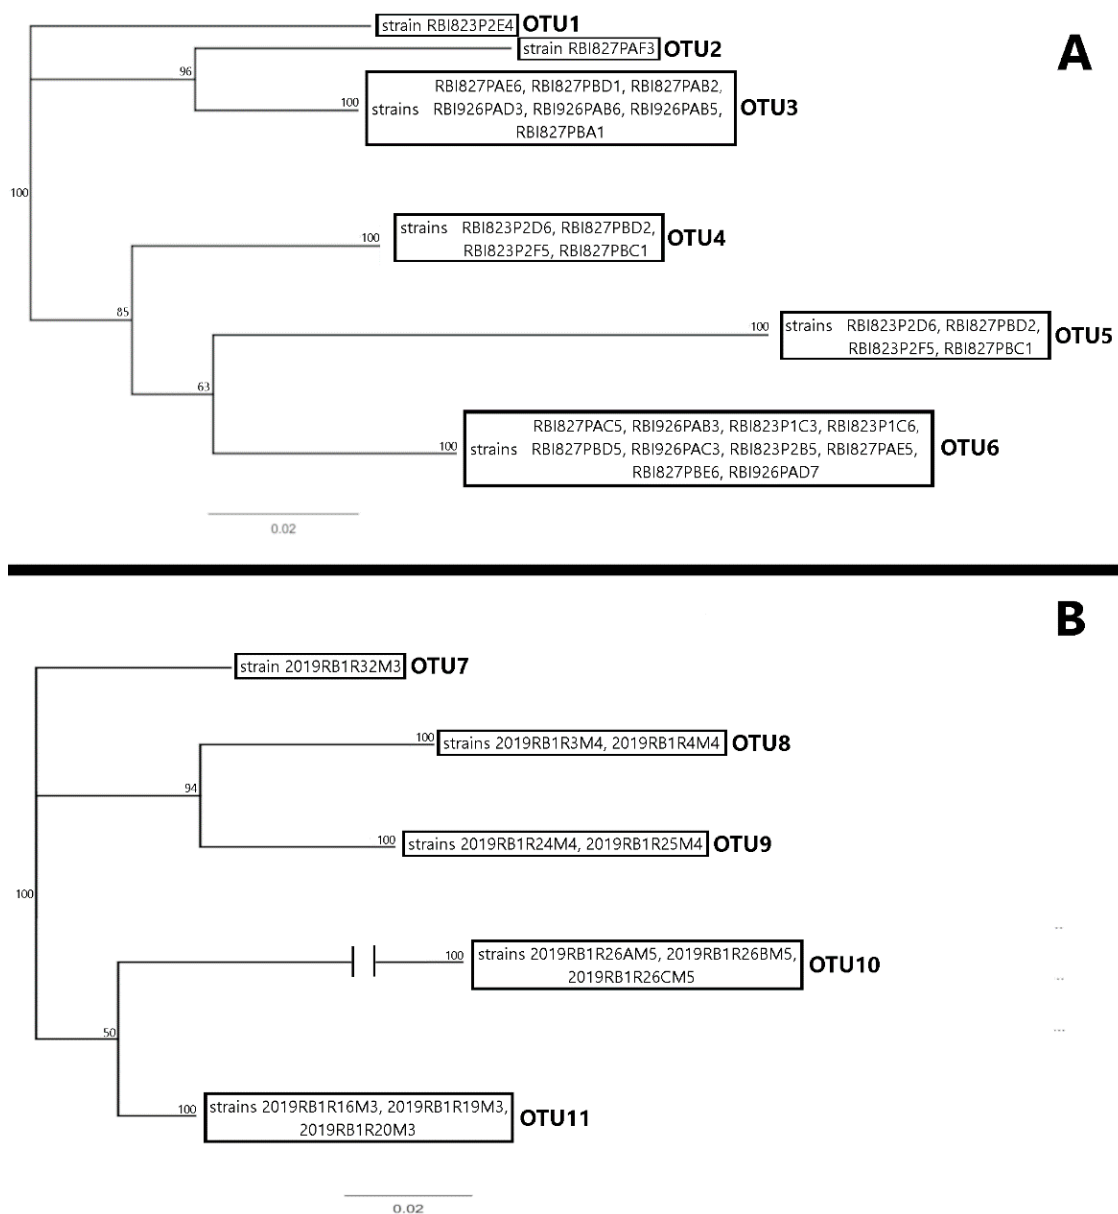 strain RBI823P2E4 OTU1
strain RBI827PAF3 OTU2
A
96
RBI827PAE6, RBI827PBD1, RBI827PAB2,
100 strains RBI926PAD3, RBI926PAB6, RBI926PAB5, OTU3
RBI827PBA1
100
strains RBI823P2D6, RBI827PBD2,
100 OTU4
RBI823P2F5, RBI827PBC1
85
strains RBI823P2D6, RBI827PBD2,
100 OTU5
RBI823P2F5, RBI827PBC1
63
RBI827PAC5, RBI926PAB3, RBI823P1C3, RBI823P1C6,
100 strains RBI827PBD5, RBI926PAC3, RBI823P2B5, RBI827PAE5, OTU6
RBI827PBE6, RBI926PAD7
0.02
B
strain 2019RB1R32M3 OTU7
100 strains 2019RB1R3M4, 2019RB1R4M4 OTU8
94
100 strains 2019RB1R24M4, 2019RB1R25M4 OTU9
100
100 strains 2019RB1R26AM5, 2019RB1R26BM5, OTU10
2019RB1R26CM5
50
100 strains 2019RB1R16M3, 2019RB1R19M3, OTU11
2019RB1R20M3
0.02